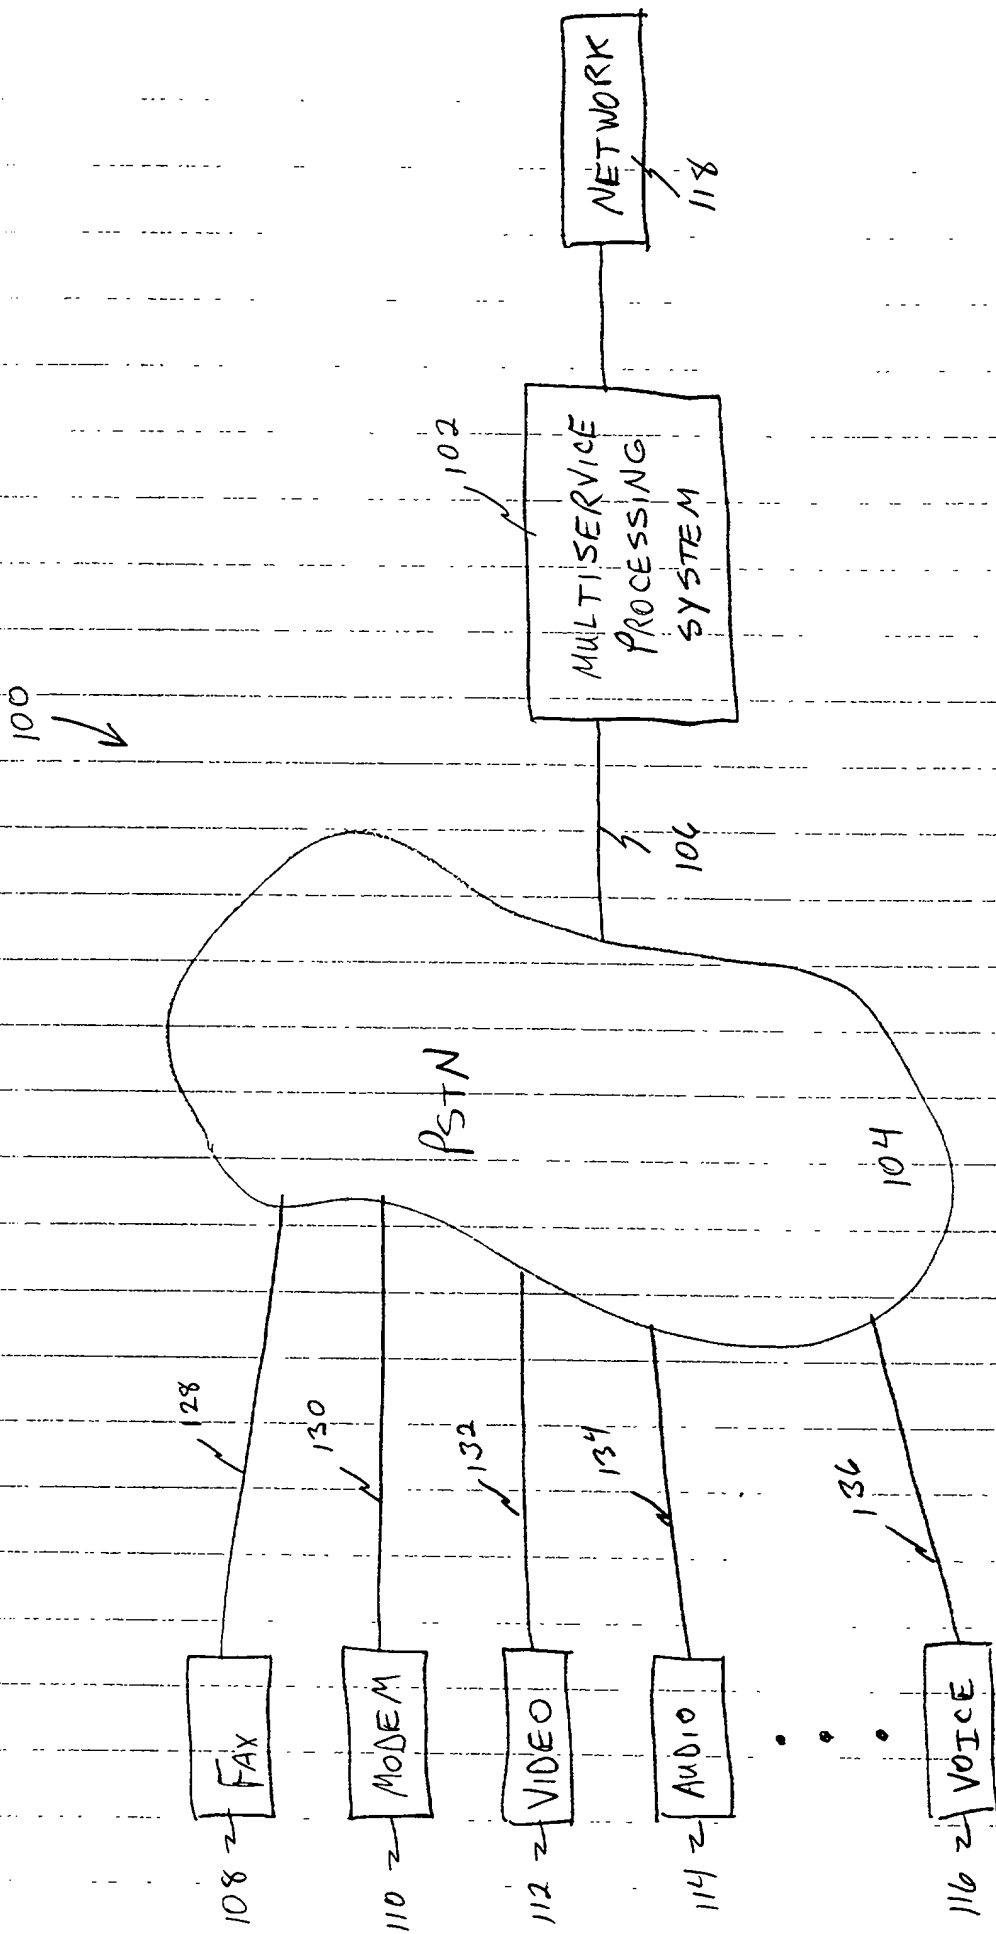 100
108
FAX
128
110
MODEM
130
112
VIDEO
132
114
AUDIO
134
116
VOICE
136
PSTN
104
106
102
MULTISERVICE
PROCESSING
SYSTEM
NETWORK
118